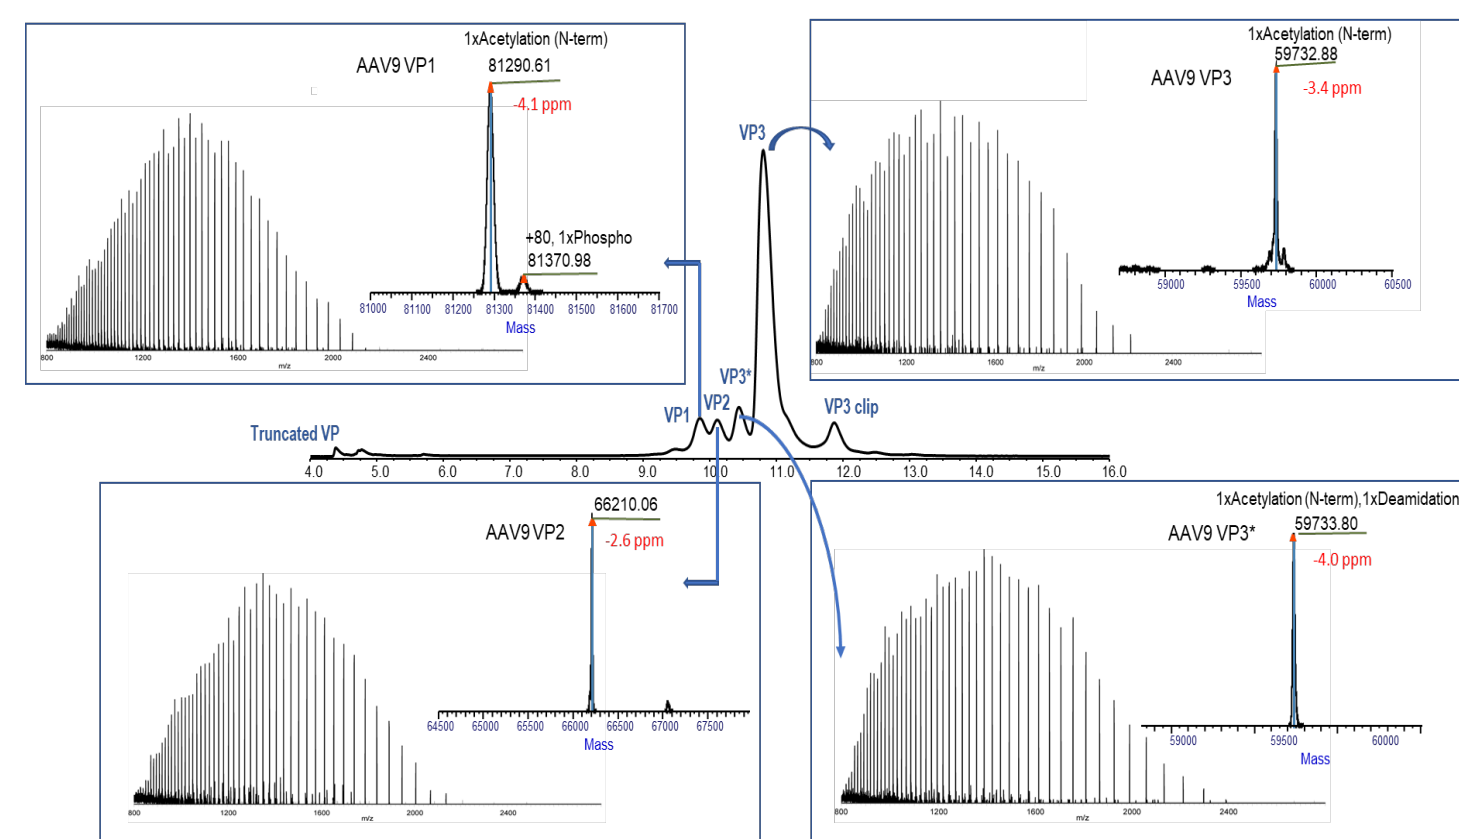 1xAcetylation (N-term)
AAV9 VP1
81290.61
-4.1 ppm
+80, 1xPhospho
81370.98
81000 81100 81200 81300 81400 81500 81600 81700
Mass
800 1200 1600 2000 2400
m/z
1xAcetylation (N-term)
59732.88
AAV9 VP3
-3.4 ppm
59000 59500 60000 60500
Mass
800 1200 1600 2000 2400
m/z
VP3
VP3*
VP1
VP2
VP3 clip
Truncated VP
4.0 5.0 6.0 7.0 8.0 9.0 10.0 11.0 12.0 13.0 14.0 15.0 16.0
66210.06
AAV9 VP2
-2.6 ppm
64500 65000 65500 66000 66500 67000 67500
Mass
800 1200 1600 2000 2400
m/z
1xAcetylation (N-term), 1xDeamidation
59733.80
AAV9 VP3*
-4.0 ppm
59000 59500 60000
Mass
800 1200 1600 2000 2400
m/z